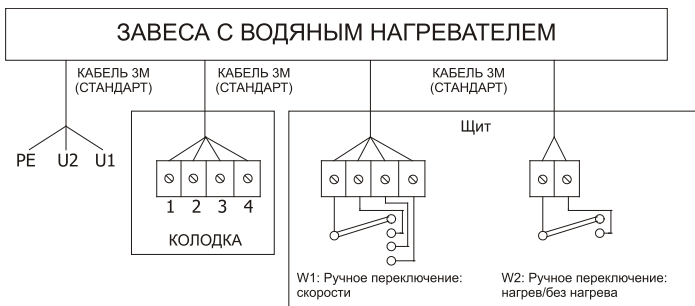 ЗАВЕСА С ВОДЯНЫМ НАГРЕВАТЕЛЕМ
КАБЕЛЬ 3М
(СТАНДАРТ)
КАБЕЛЬ 3М
(СТАНДАРТ)
КАБЕЛЬ 3М
(СТАНДАРТ)
PE U2 U1
1 2 3 4
КОЛОДКА
Щит
W1: Ручное переключение:
скорости
W2: Ручное переключение:
нагрев/без нагрева